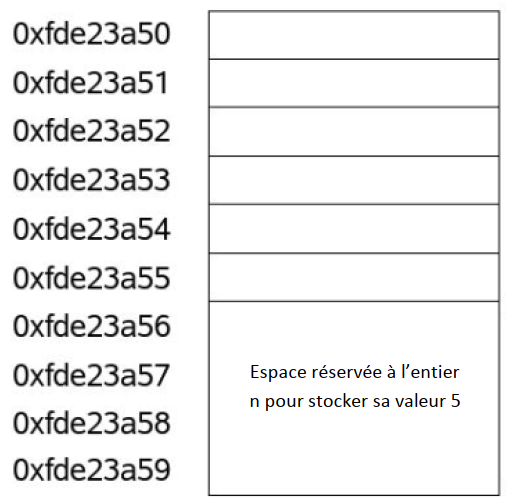 0xfde23a50
0xfde23a51
0xfde23a52
0xfde23a53
0xfde23a54
0xfde23a55
0xfde23a56
0xfde23a57
0xfde23a58
0xfde23a59
Espace réservée à l’entier
n pour stocker sa valeur 5